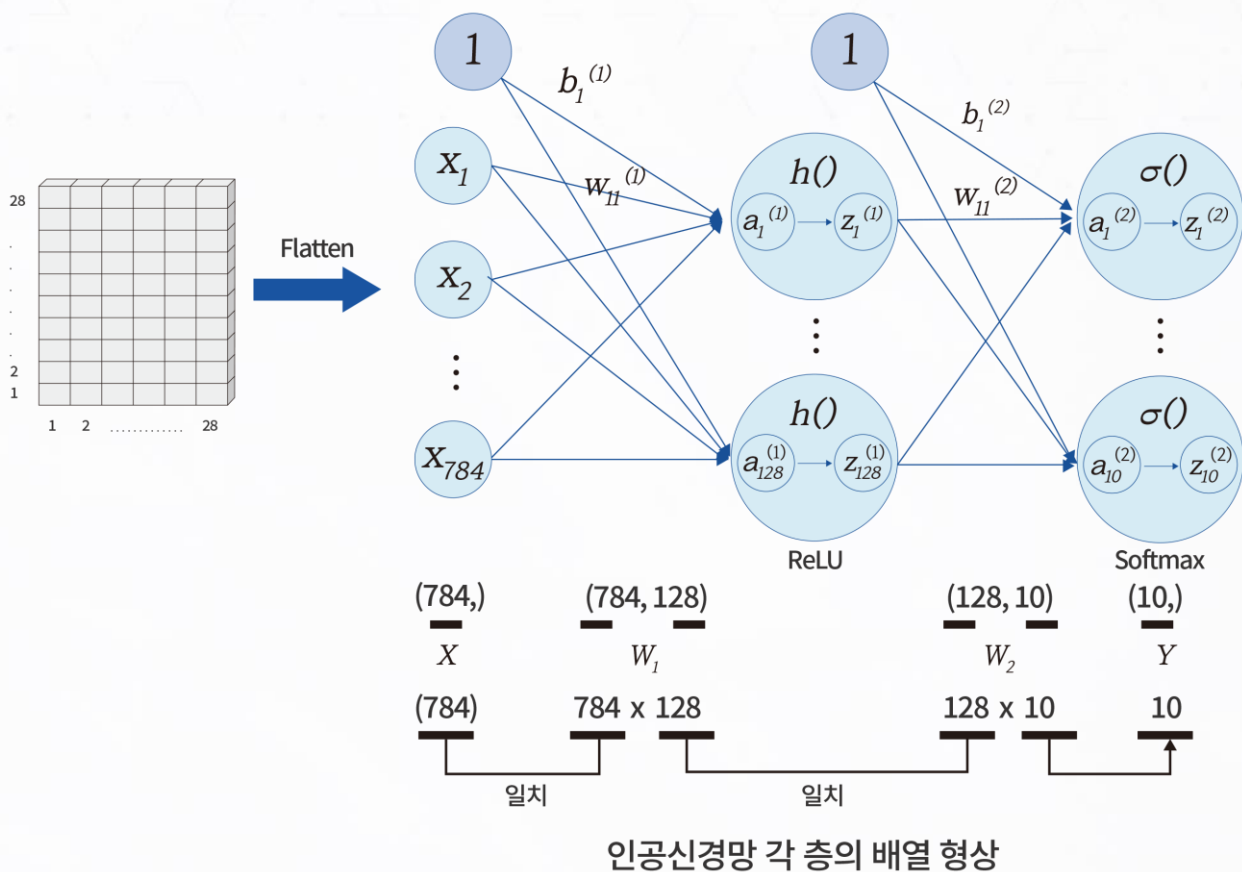 1
1
b₁⁽¹⁾
b₁⁽²⁾
x₁
h()
σ()
28
.
.
.
.
.
.
2
1
w₁₁⁽¹⁾
w₁₁⁽²⁾
a₁⁽¹⁾ z₁⁽¹⁾
a₁⁽²⁾ z₁⁽²⁾
Flatten
x₂
⋮
⋮
⋮
1 2 ............. 28
x₇₈₄
h()
σ()
a₁₂₈⁽¹⁾ z₁₂₈⁽¹⁾
a₁₀⁽²⁾ z₁₀⁽²⁾
ReLU
Softmax
(784,) (784, 128) (128, 10) (10,)
X W₁ W₂ Y
(784) 784 x 128 128 x 10 10
일치 일치
인공신경망 각 층의 배열 형상